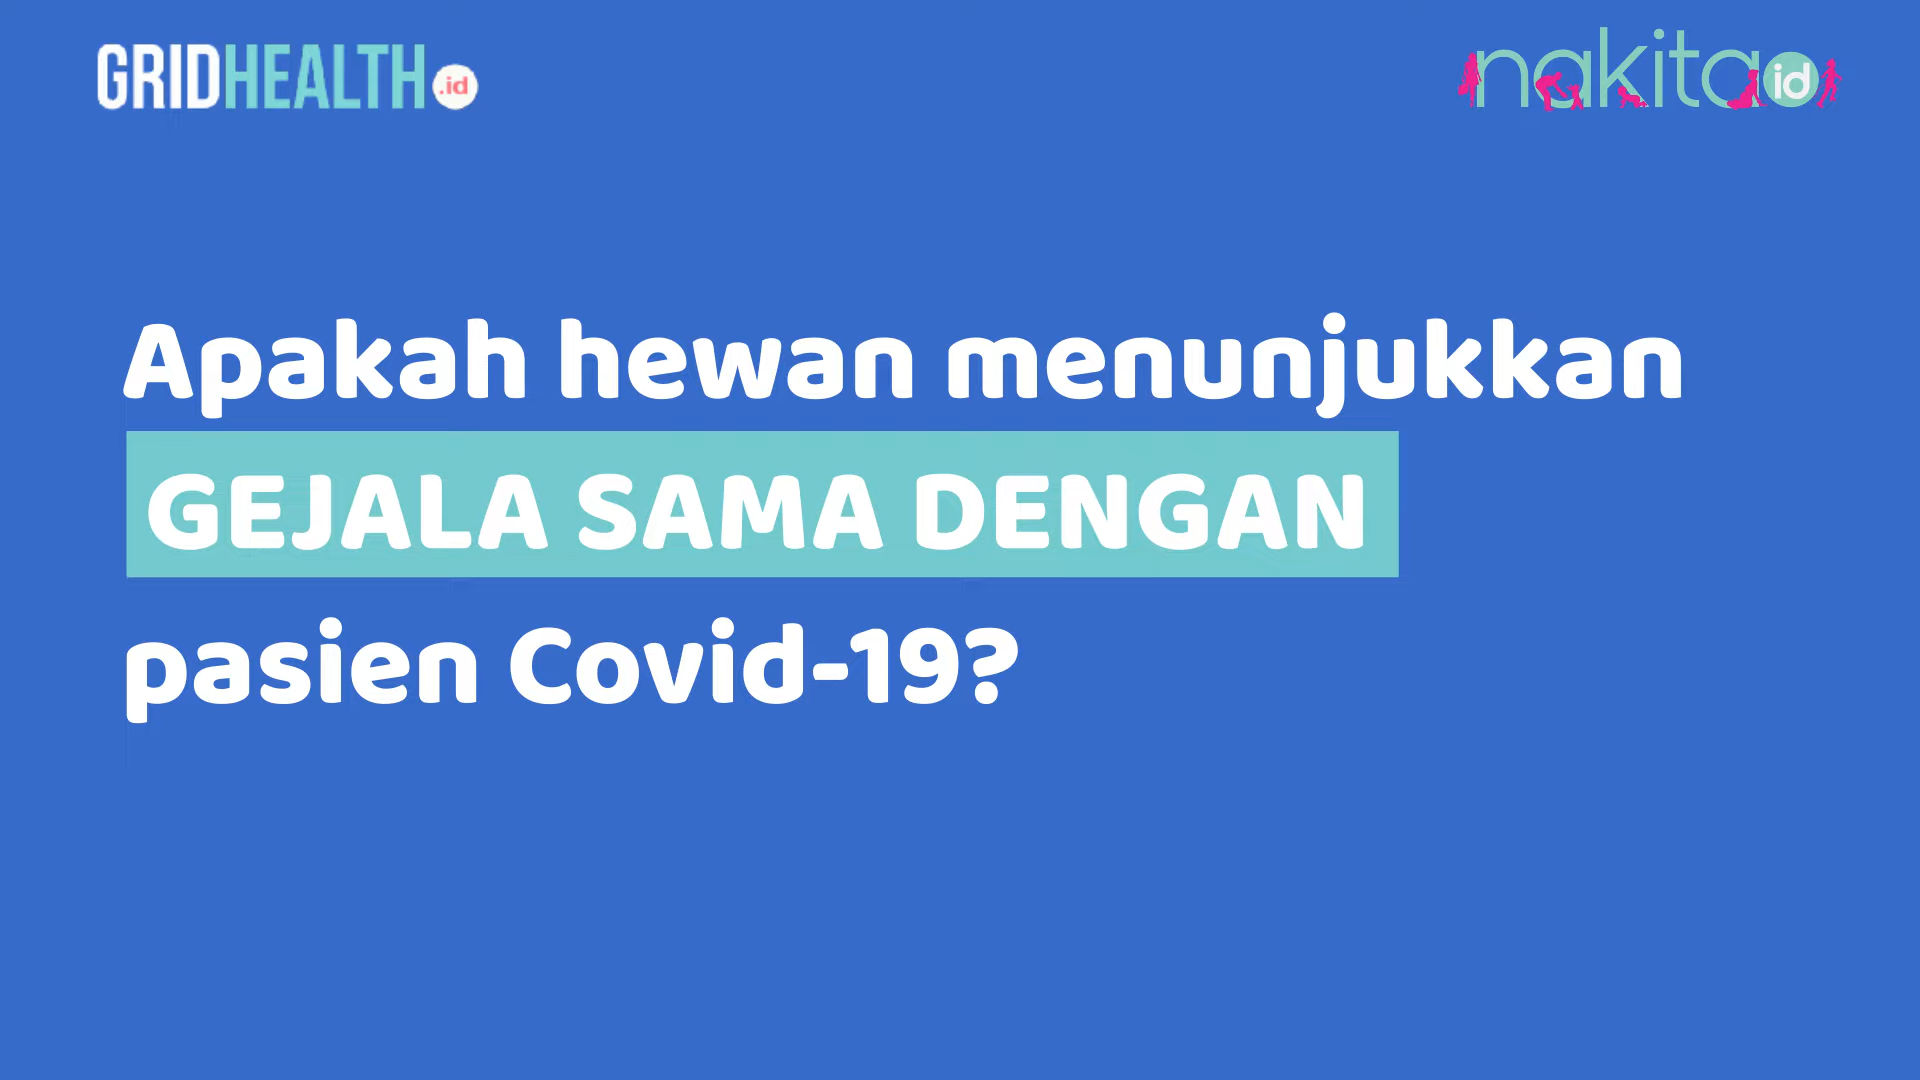 GRIDHEALTH.id
nakita id
Apakah hewan menunjukkan
GEJALA SAMA DENGAN
pasien Covid-19?